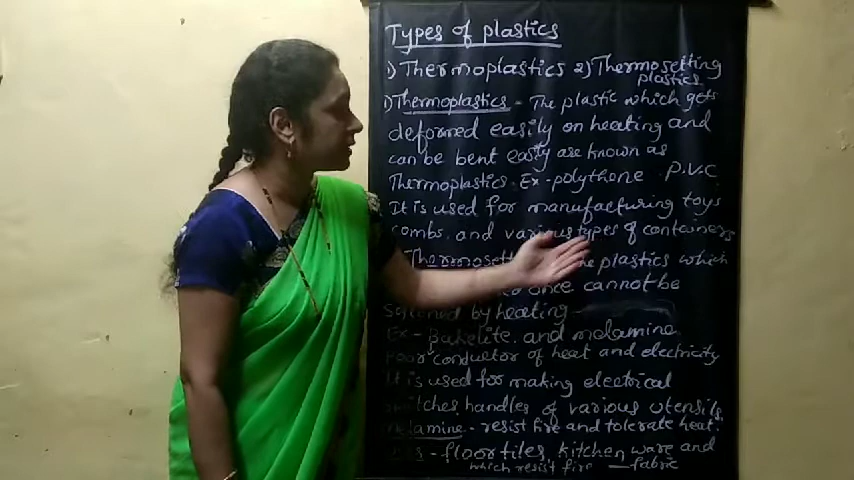 Types of plastics
1) Thermoplastics 2) Thermosetting
plastics
1) Thermoplastics - The plastic which gets
deformed easily on heating and
can be bent easily are known as
Thermoplastics. Ex - polythene . P.V.C
It is used for manufacturing toys
combs. and various types of containers
plastics which
once cannot be
by heating
Ex - Bakelite. and melamine
Poor conductor of heat and electricity
It is used for making electrical
switches handles of various utensils.
melamine - resist fire and tolerate heat.
- floor tiles, kitchen ware and
which resist fire — fabric